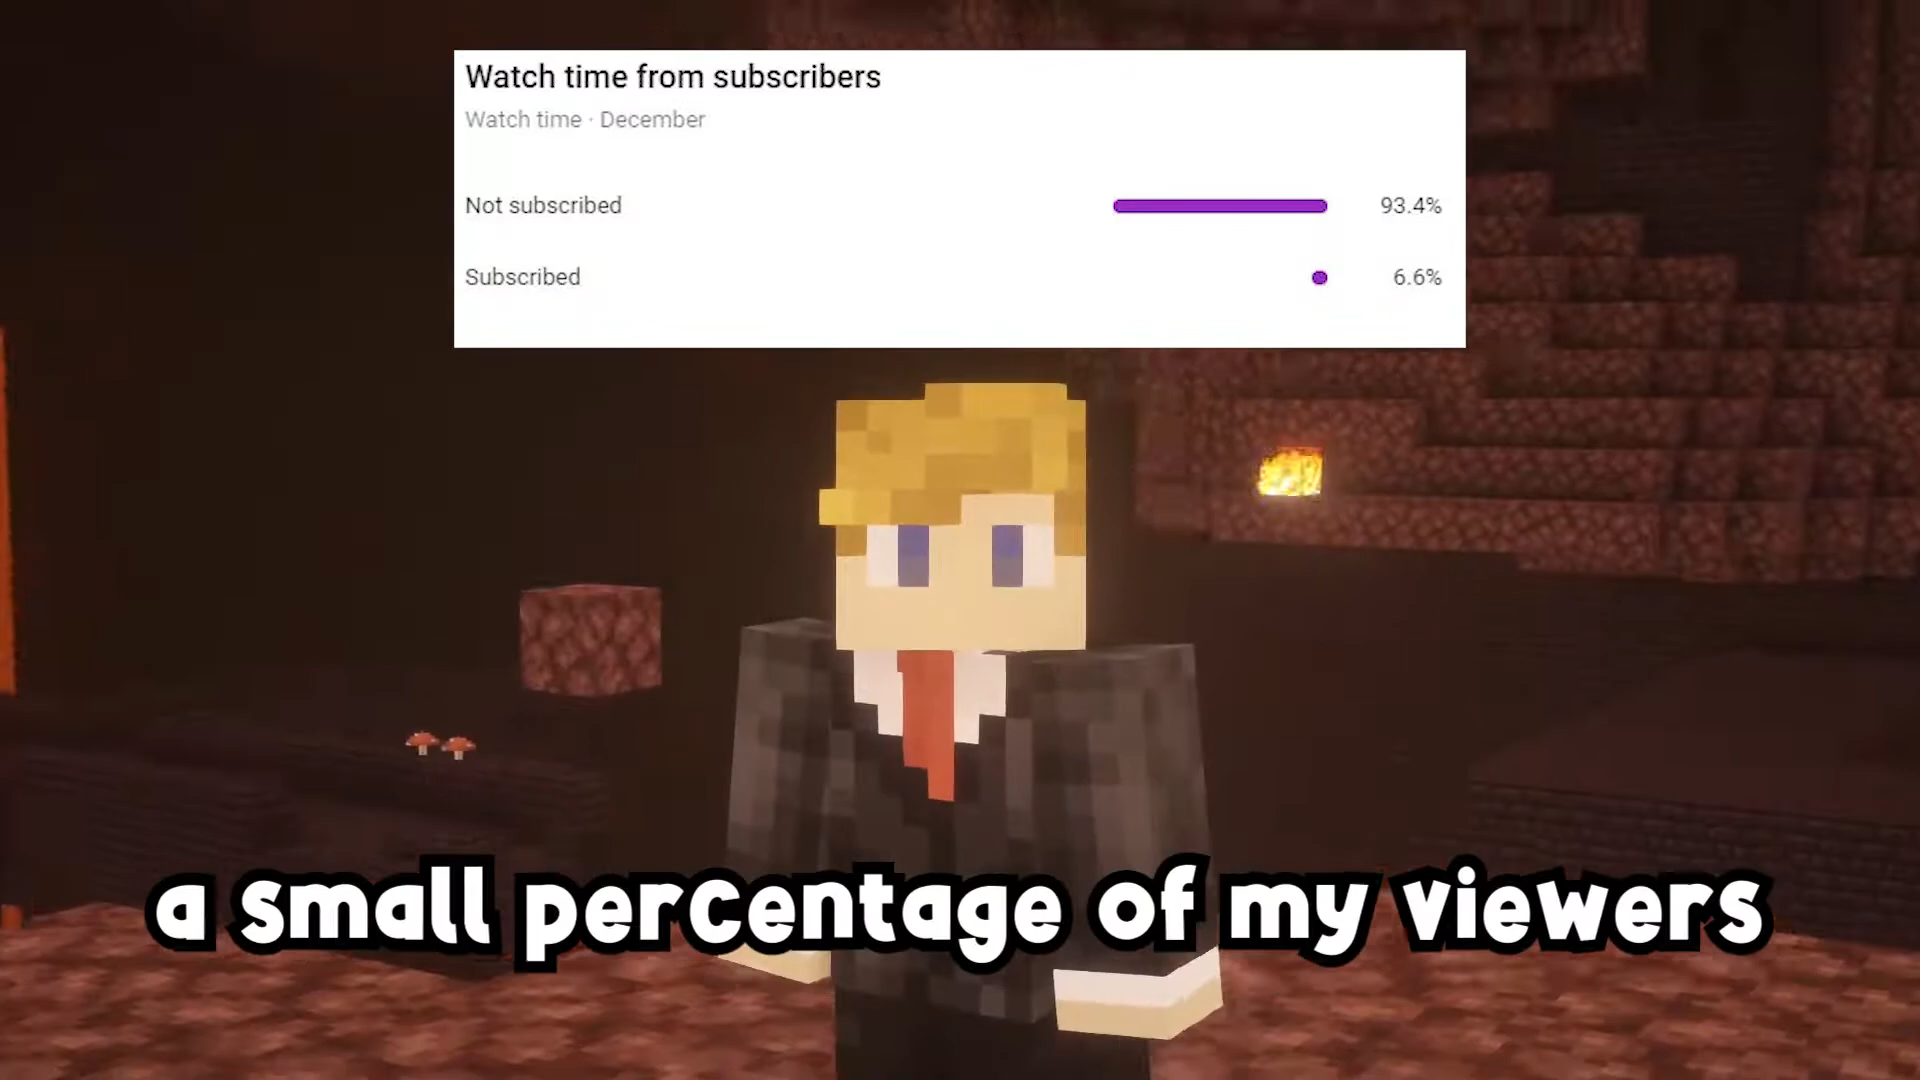 Watch time from subscribers
Watch time · December
Not subscribed 93.4%
Subscribed 6.6%
a small percentage of my viewers